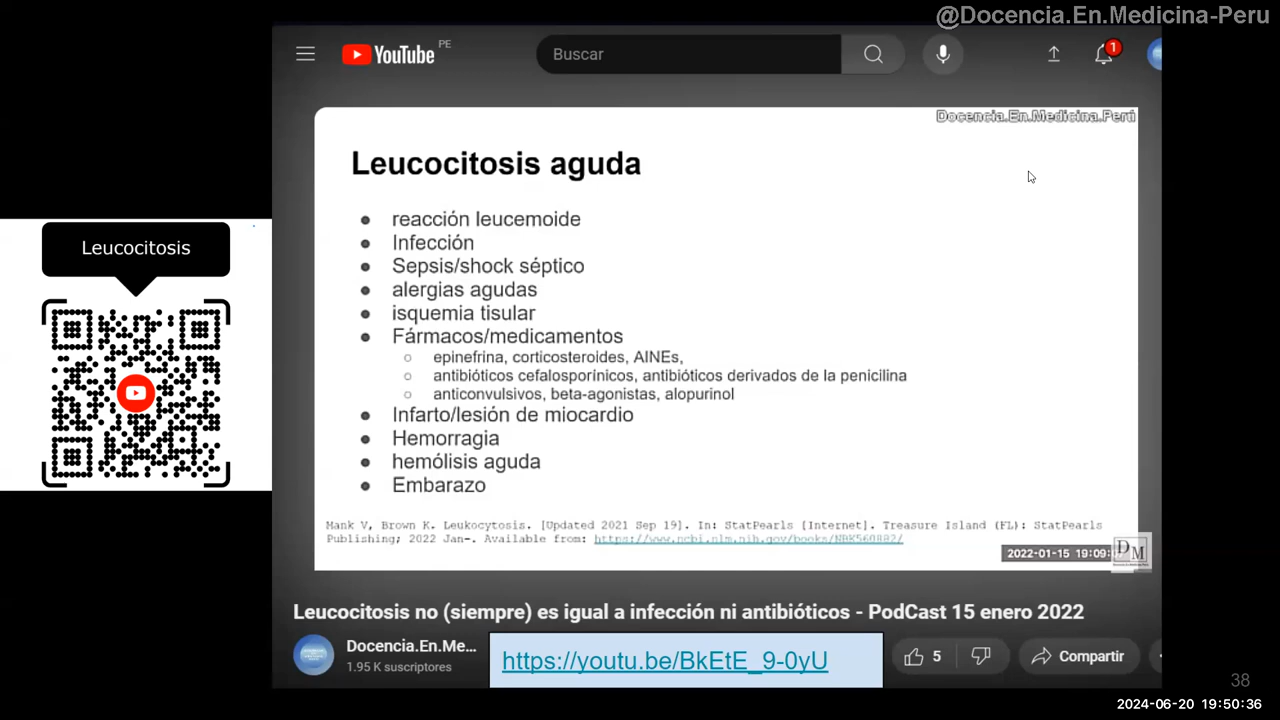 @Docencia.En.Medicina-Peru
YouTube PE
Buscar
1
Docencia.En.Medicina.Perú
Leucocitosis aguda
reacción leucemoide
Infección
Sepsis/shock séptico
alergias agudas
isquemia tisular
Fármacos/medicamentos
epinefrina, corticosteroides, AINEs,
antibióticos cefalosporínicos, antibióticos derivados de la penicilina
anticonvulsivos, beta-agonistas, alopurinol
Infarto/lesión de miocardio
Hemorragia
hemólisis aguda
Embarazo
Mank V, Brown K. Leukocytosis. [Updated 2021 Sep 19]. In: StatPearls [Internet]. Treasure Island (FL): StatPearls
Publishing; 2022 Jan-. Available from: https://www.ncbi.nlm.nih.gov/books/NBK560882/
2022-01-15 19:09:
DM
Leucocitosis
Leucocitosis no (siempre) es igual a infección ni antibióticos - PodCast 15 enero 2022
Docencia.En.Me...
1.95 K suscriptores
https://youtu.be/BkEtE_9-0yU
5
Compartir
38
2024-06-20 19:50:36